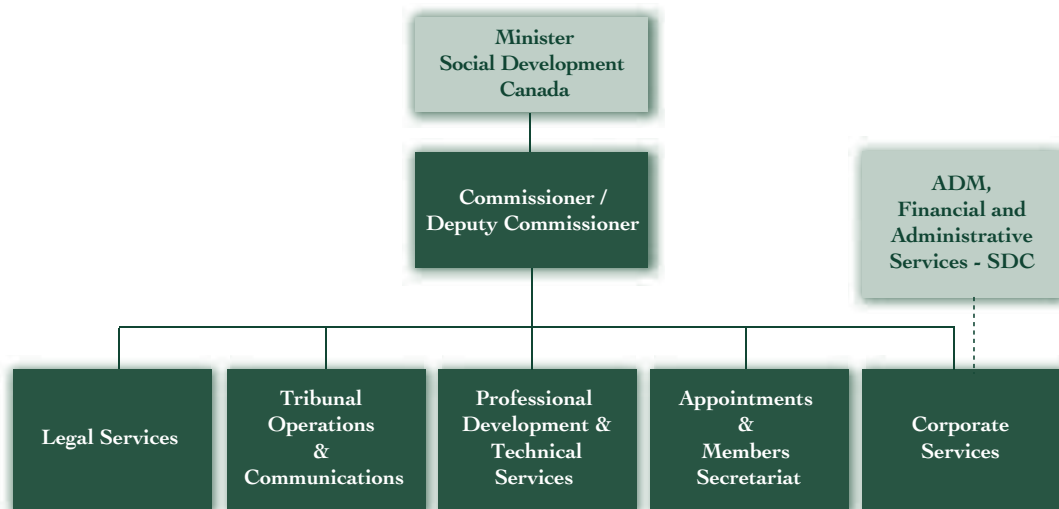 Minister
Social Development
Canada
Commissioner /
Deputy Commissioner
ADM,
Financial and
Administrative
Services - SDC
Legal Services
Tribunal
Operations
&
Communications
Professional
Development &
Technical
Services
Appointments
&
Members
Secretariat
Corporate
Services